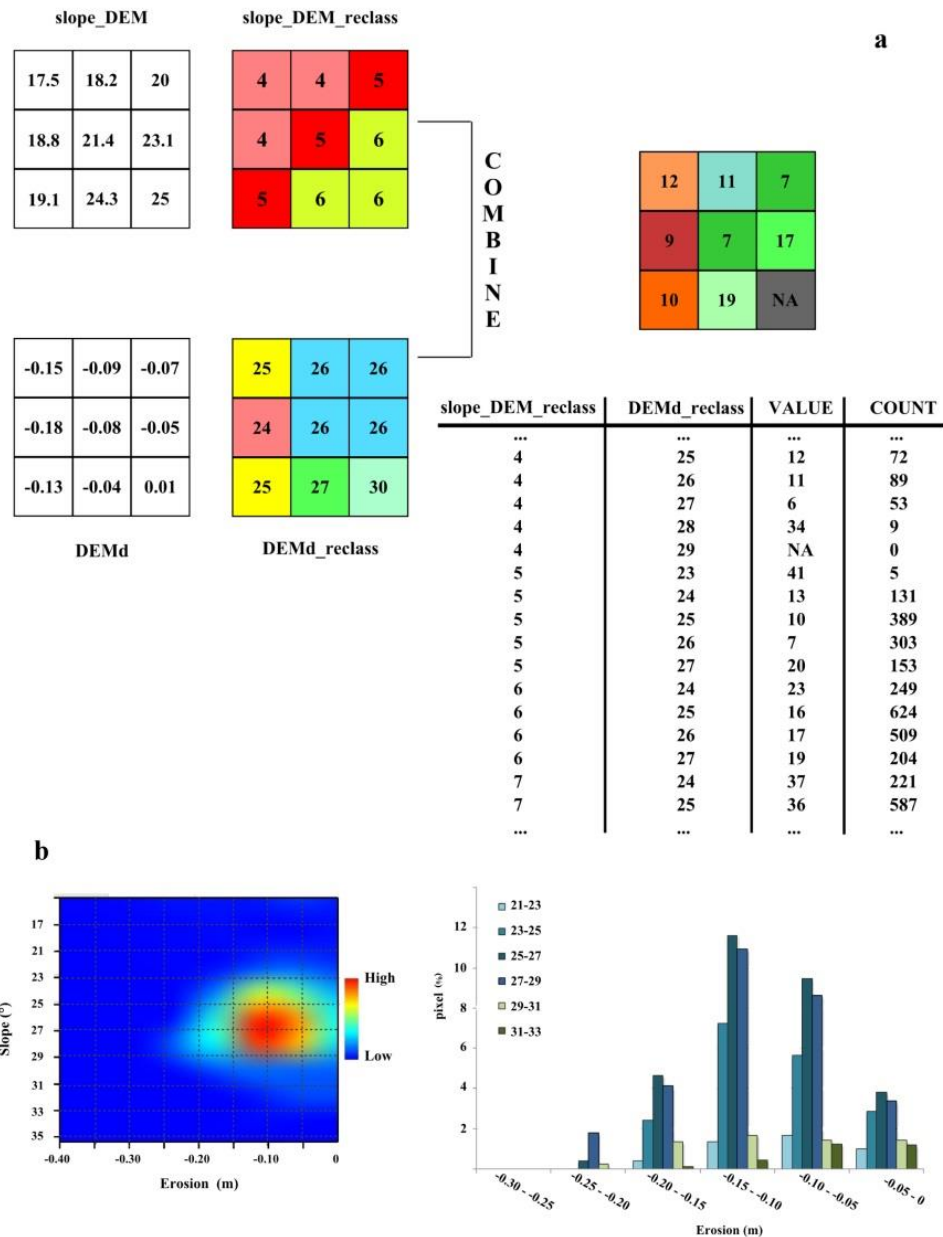 slope_DEM slope_DEM_reclass
a
17.5 18.2 20
18.8 21.4 23.1
19.1 24.3 25
4 4 5
4 5 6
5 6 6
COMBINE
12 11 7
9 7 17
10 19 NA
-0.15 -0.09 -0.07
-0.18 -0.08 -0.05
-0.13 -0.04 0.01
DEMd
25 26 26
24 26 26
25 27 30
DEMd_reclass
slope_DEM_reclass DEMd_reclass VALUE COUNT
... ... ... ...
4 25 12 72
4 26 11 89
4 27 6 53
4 28 34 9
4 29 NA 0
5 23 41 5
5 24 13 131
5 25 10 389
5 26 7 303
5 27 20 153
6 24 23 249
6 25 16 624
6 26 17 509
6 27 19 204
7 24 37 221
7 25 36 587
... ... ... ...
b
Slope (°)
17
21
23
25
27
29
31
33
35
-0.40 -0.30 -0.20 -0.10 0
Erosion (m)
High
Low
pixel (%)
12
10
8
6
4
2
21-23
23-25
25-27
27-29
29-31
31-33
-0.30 - -0.25
-0.25 - -0.20
-0.20 - -0.15
-0.15 - -0.10
-0.10 - -0.05
-0.05 - 0
Erosion (m)